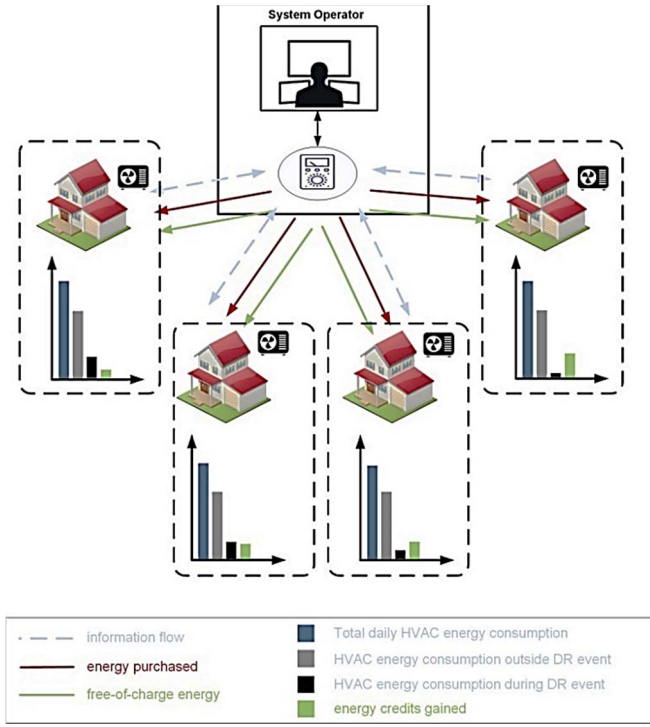 System Operator
information flow
energy purchased
free-of-charge energy
Total daily HVAC energy consumption
HVAC energy consumption outside DR event
HVAC energy consumption during DR event
energy credits gained